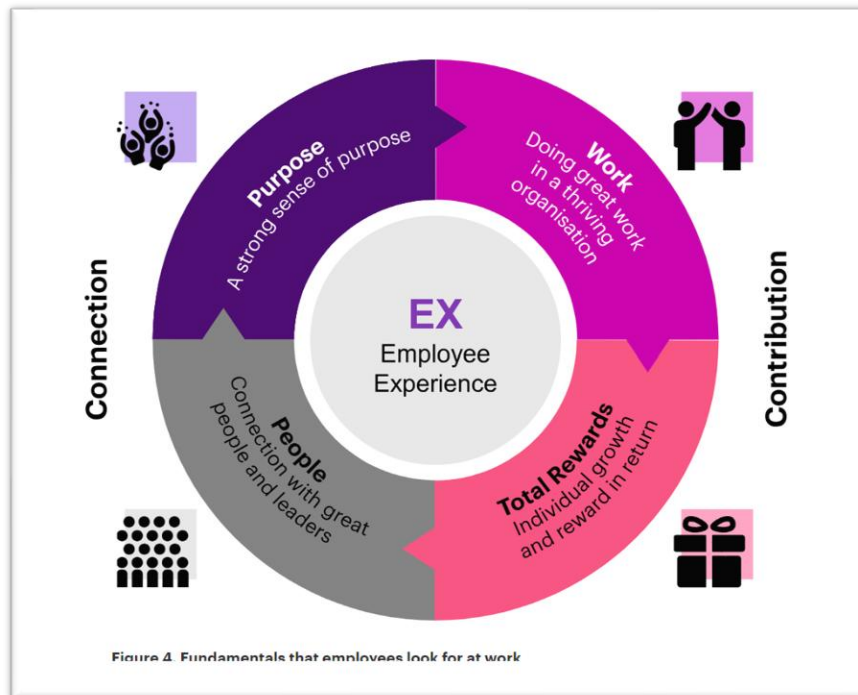 Purpose
A strong sense of purpose
Work
Doing great work
in a thriving
organisation
Connection
EX
Employee
Experience
Contribution
People
Connection with great
people and leaders
Total Rewards
Individual growth
and reward in return
Figure 4. Fundamentals that employees look for at work